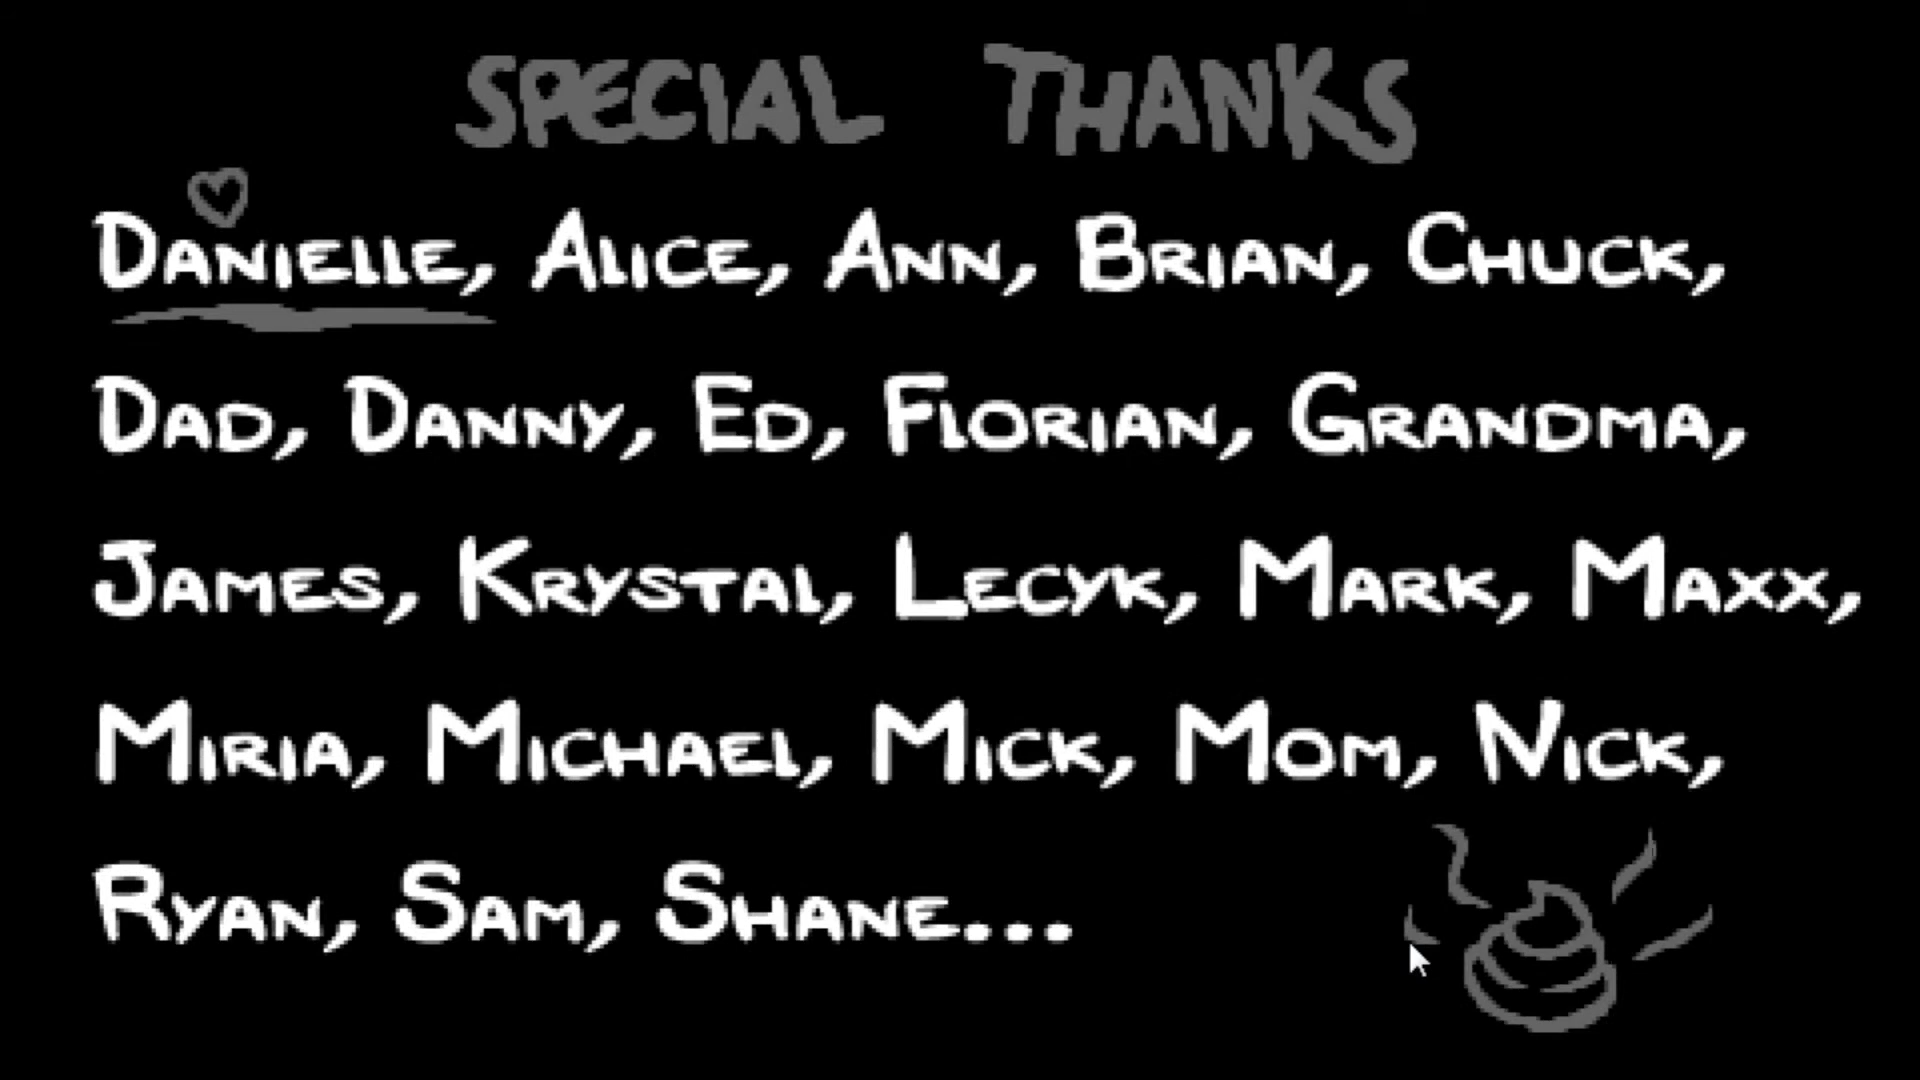 SPECIAL THANKS
DANIELLE, ALICE, ANN, BRIAN, CHUCK,
DAD, DANNY, ED, FLORIAN, GRANDMA,
JAMES, KRYSTAL, LECYK, MARK, MAXX,
MIRIA, MICHAEL, MICK, MOM, NICK,
RYAN, SAM, SHANE...